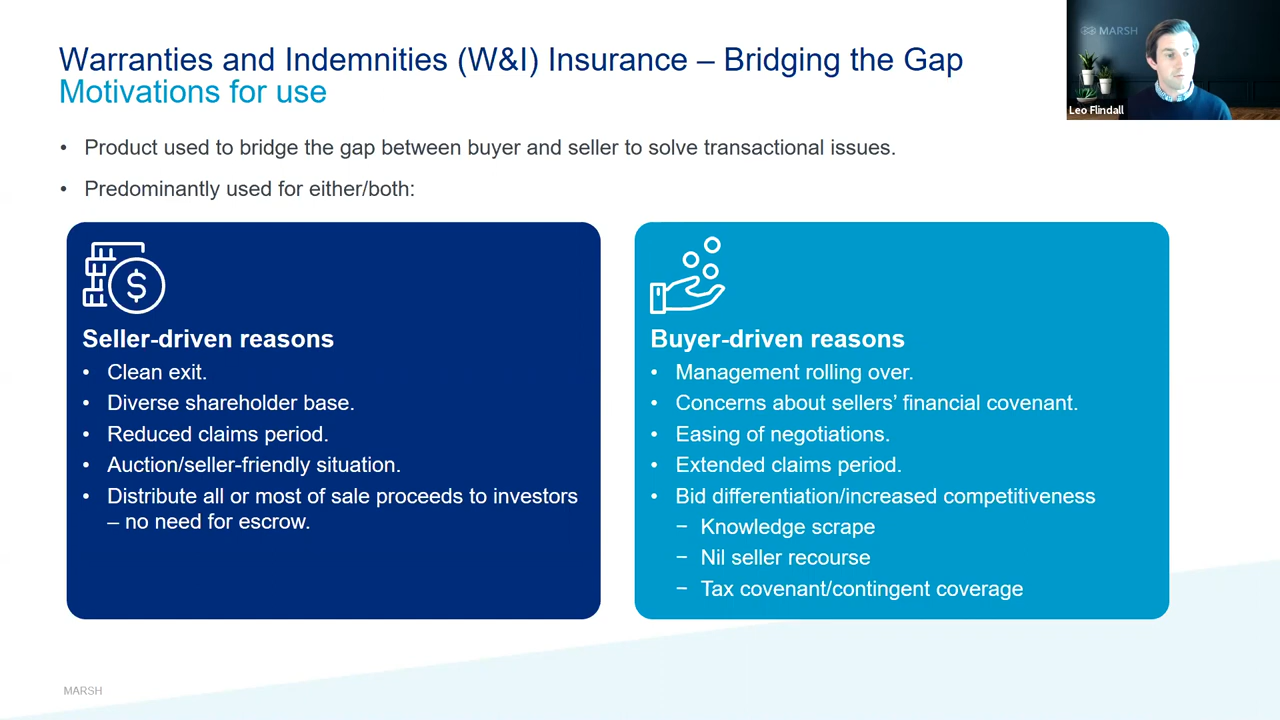 Warranties and Indemnities (W&I) Insurance – Bridging the Gap
Motivations for use
MARSH
Leo Flindall
• Product used to bridge the gap between buyer and seller to solve transactional issues.
• Predominantly used for either/both:
$
Seller-driven reasons
• Clean exit.
• Diverse shareholder base.
• Reduced claims period.
• Auction/seller-friendly situation.
• Distribute all or most of sale proceeds to investors
– no need for escrow.
Buyer-driven reasons
• Management rolling over.
• Concerns about sellers’ financial covenant.
• Easing of negotiations.
• Extended claims period.
• Bid differentiation/increased competitiveness
− Knowledge scrape
− Nil seller recourse
− Tax covenant/contingent coverage
MARSH